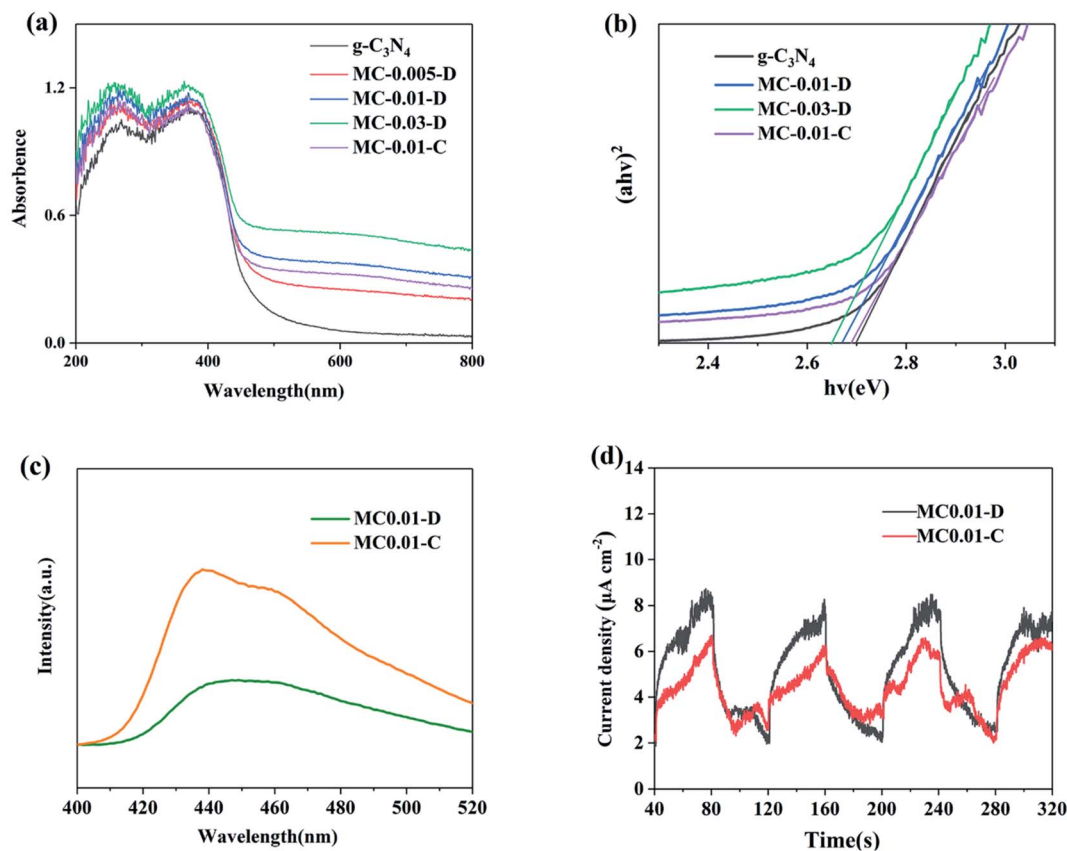 (a)
g-C₃N₄
MC-0.005-D
MC-0.01-D
MC-0.03-D
MC-0.01-C
1.2
0.6
0.0
Absorbence
200 300 400 500 600 700 800
Wavelength(nm)
(b)
g-C₃N₄
MC-0.01-D
MC-0.03-D
MC-0.01-C
(ahv)²
2.4 2.6 2.8 3.0
hv(eV)
(c)
MC0.01-D
MC0.01-C
Intensity(a.u.)
400 420 440 460 480 500 520
Wavelength(nm)
(d)
14
12
10
8
6
4
2
0
MC0.01-D
MC0.01-C
Current density (μA cm⁻²)
40 80 120 160 200 240 280 320
Time(s)